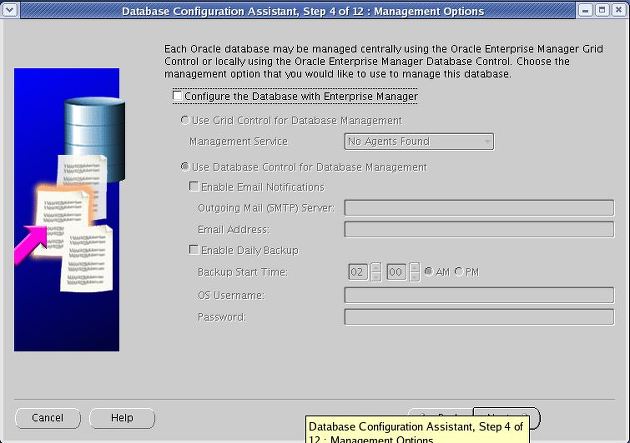 Database Configuration Assistant, Step 4 of 12 : Management Options
Each Oracle database may be managed centrally using the Oracle Enterprise Manager Grid
Control or locally using the Oracle Enterprise Manager Database Control. Choose the
management option that you would like to use to manage this database.
Configure the Database with Enterprise Manager
Use Grid Control for Database Management
Management Service No Agents Found
Use Database Control for Database Management
Enable Email Notifications
Outgoing Mail (SMTP) Server:
Email Address:
Enable Daily Backup
Backup Start Time: 02 00 AM PM
OS Username:
Password:
Cancel Help
Database Configuration Assistant, Step 4 of
12 : Management Options